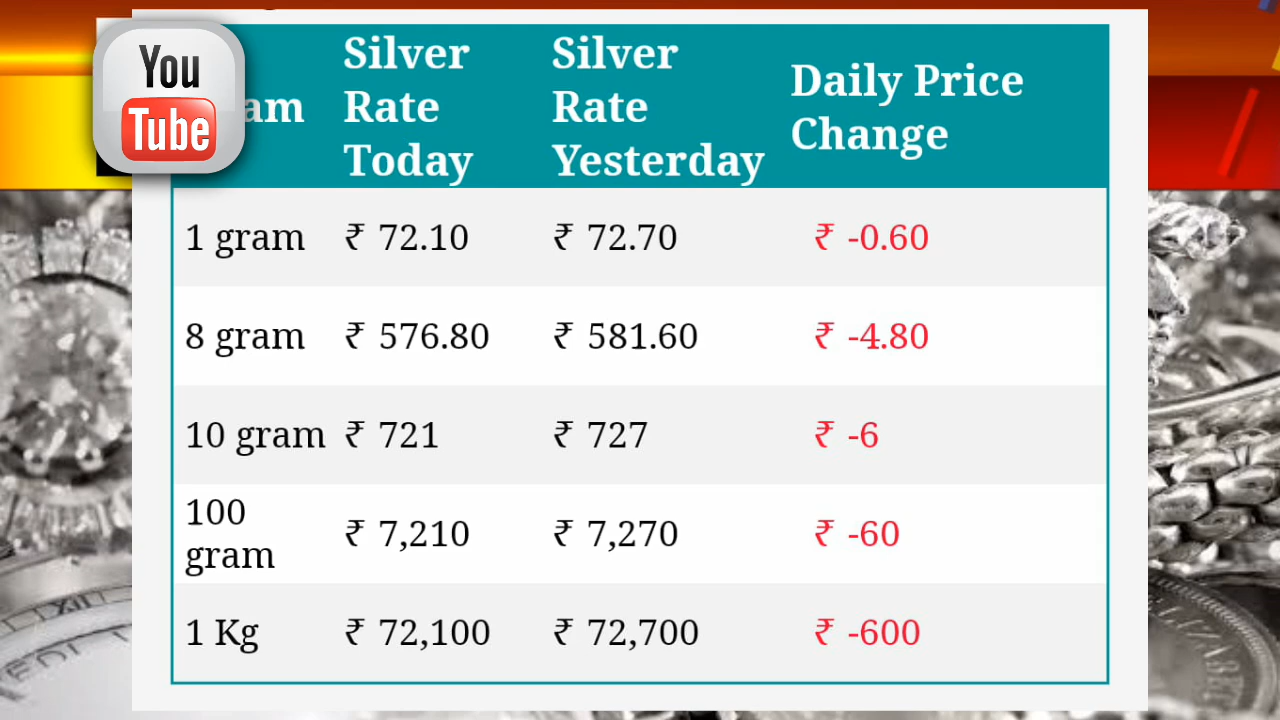 You
Tube
Silver Rate Today
Silver Rate Yesterday
Daily Price Change
1 gram ₹ 72.10 ₹ 72.70 ₹ -0.60
8 gram ₹ 576.80 ₹ 581.60 ₹ -4.80
10 gram ₹ 721 ₹ 727 ₹ -6
100 gram ₹ 7,210 ₹ 7,270 ₹ -60
1 Kg ₹ 72,100 ₹ 72,700 ₹ -600
XII